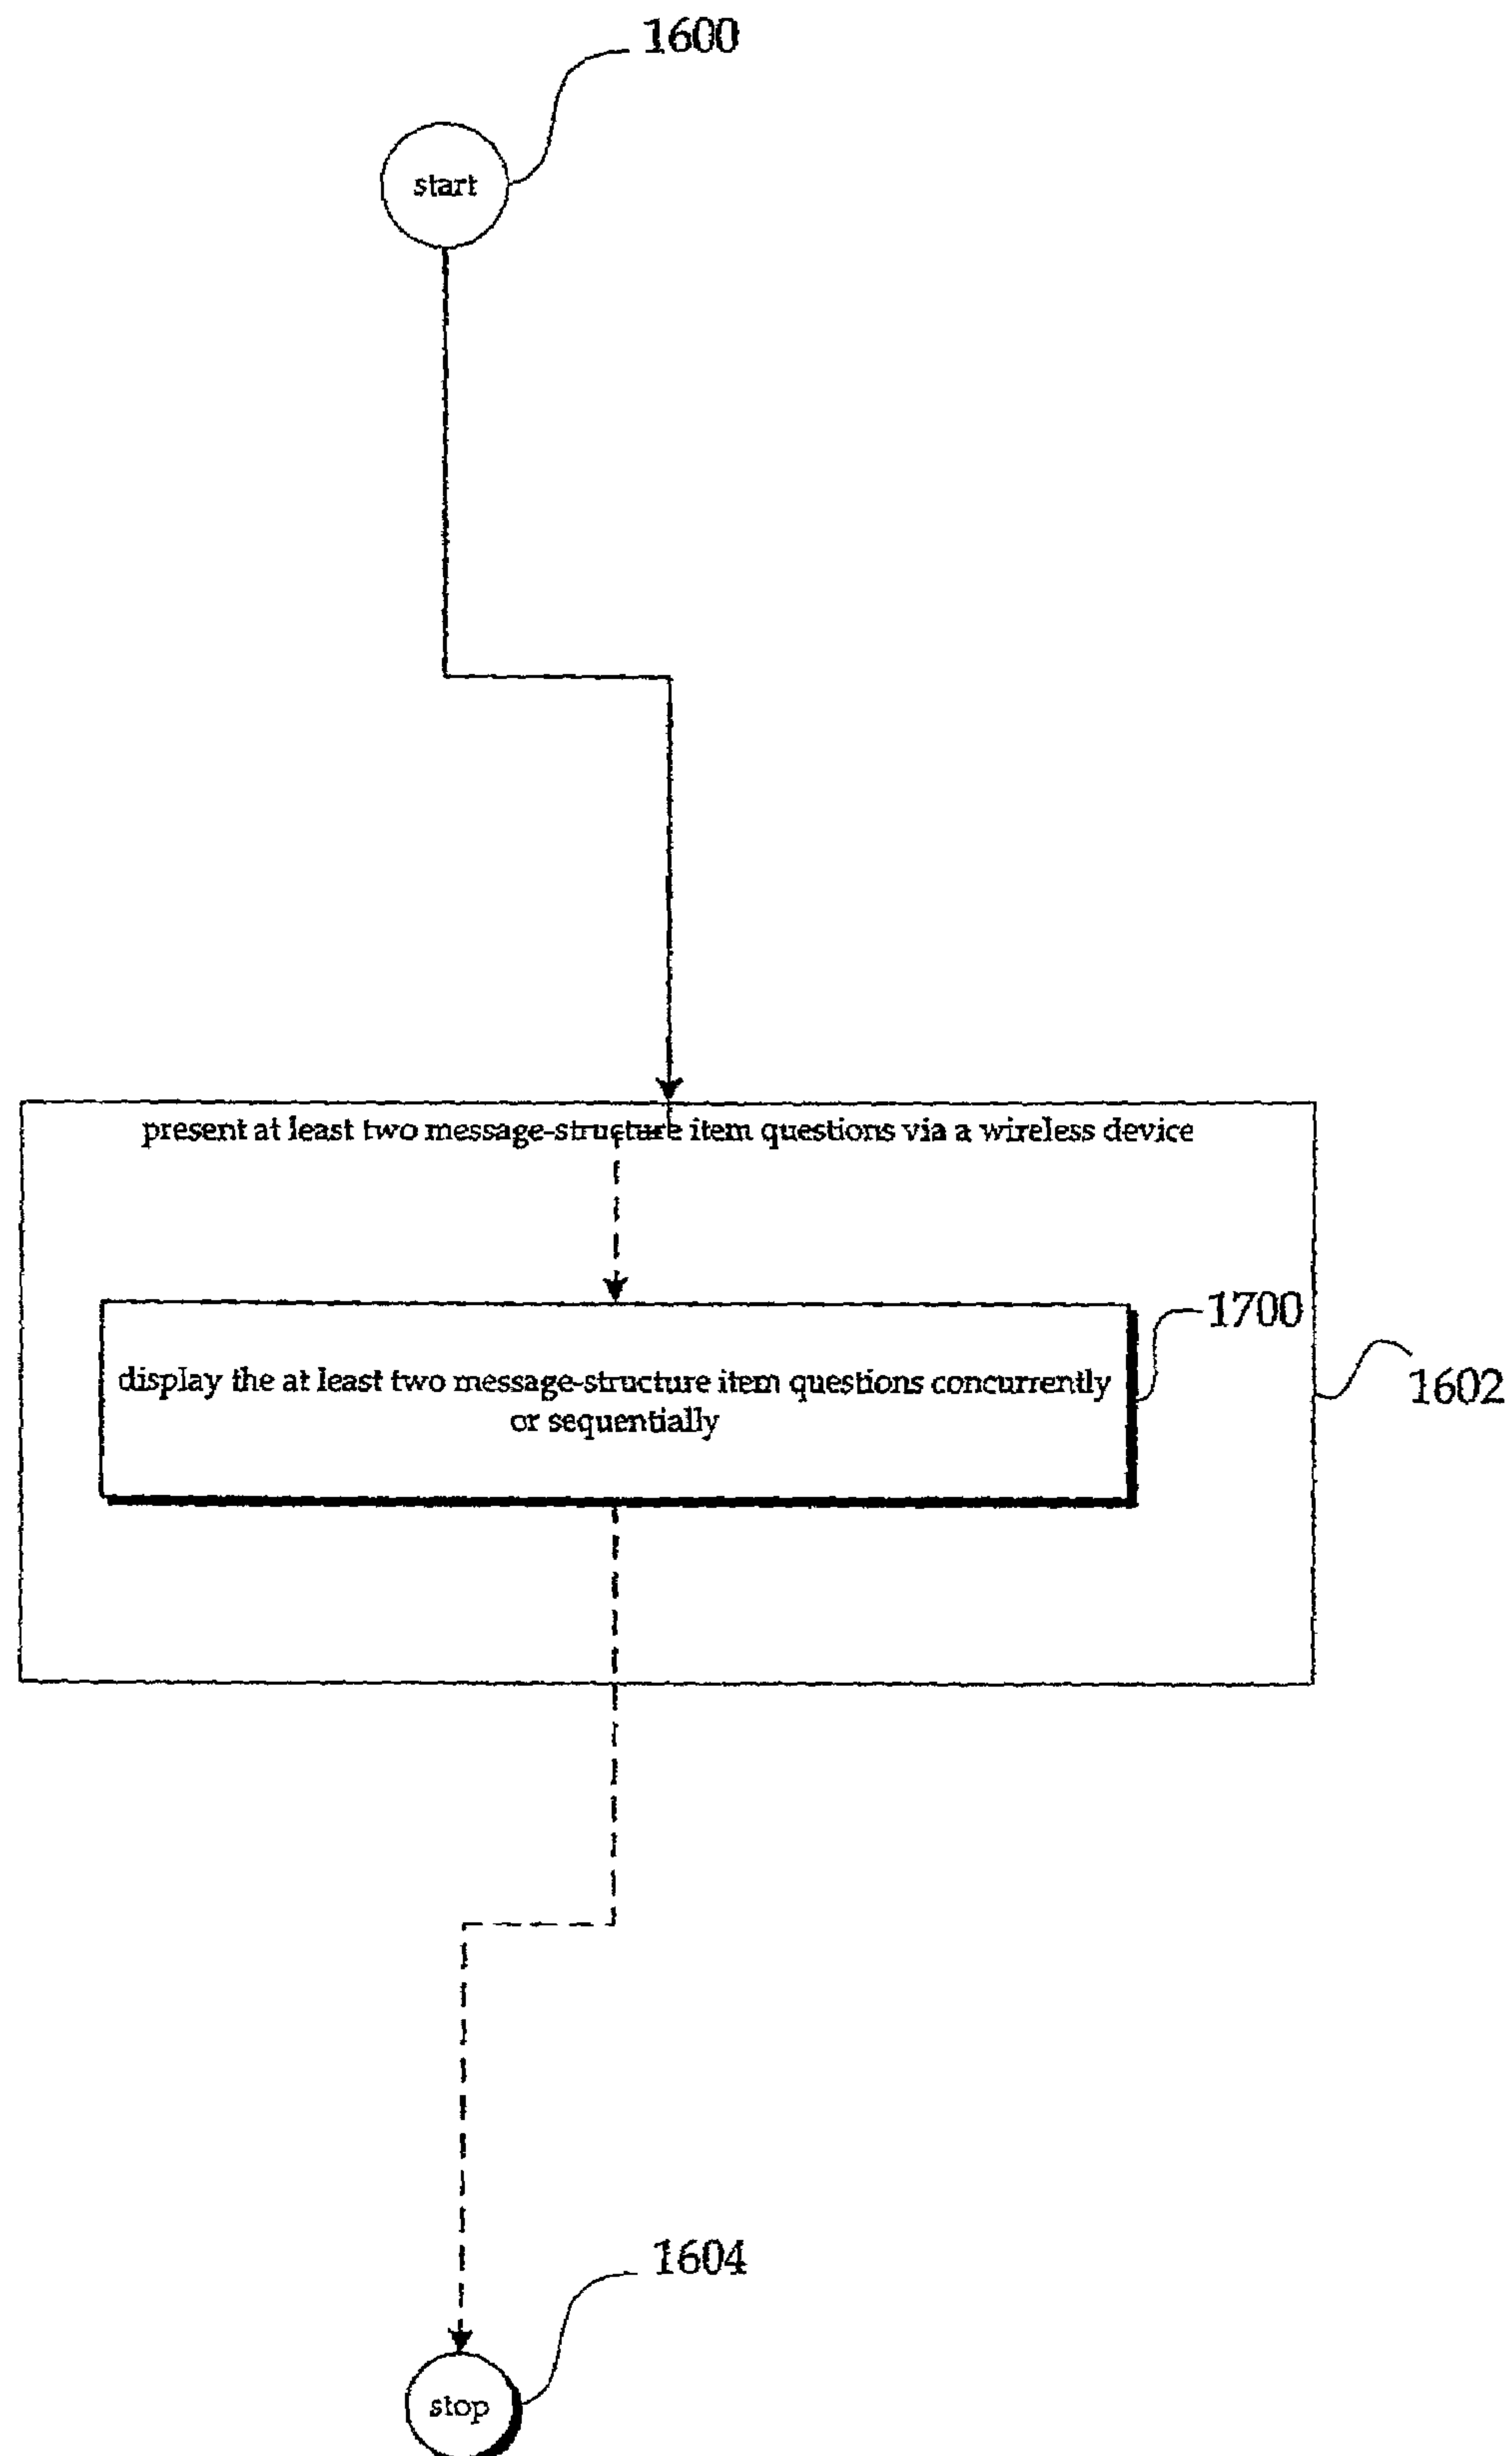 1600
start
present at least two message-structure item questions via a wireless device
1700
display the at least two message-structure item questions concurrently
or sequentially
1602
1604
stop